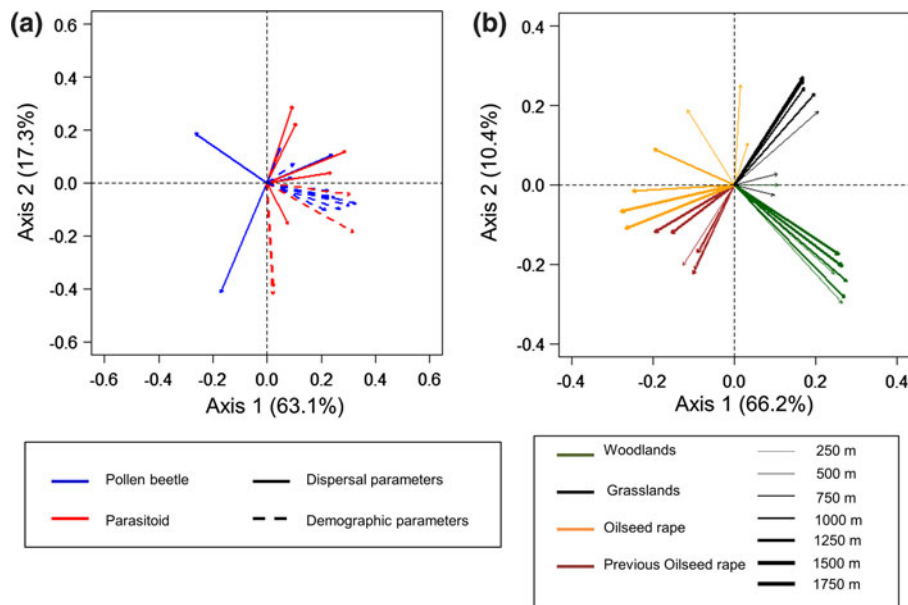 (a)
0.6
0.4
0.2
0.0
-0.2
-0.4
-0.6
Axis 2 (17.3%)
-0.6 -0.4 -0.2 0.0 0.2 0.4 0.6
Axis 1 (63.1%)
(b)
0.4
0.2
0.0
-0.2
-0.4
Axis 2 (10.4%)
-0.4 -0.2 0.0 0.2 0.4
Axis 1 (66.2%)
Pollen beetle
Dispersal parameters
Parasitoid
Demographic parameters
Woodlands
Grasslands
Oilseed rape
Previous Oilseed rape
250 m
500 m
750 m
1000 m
1250 m
1500 m
1750 m